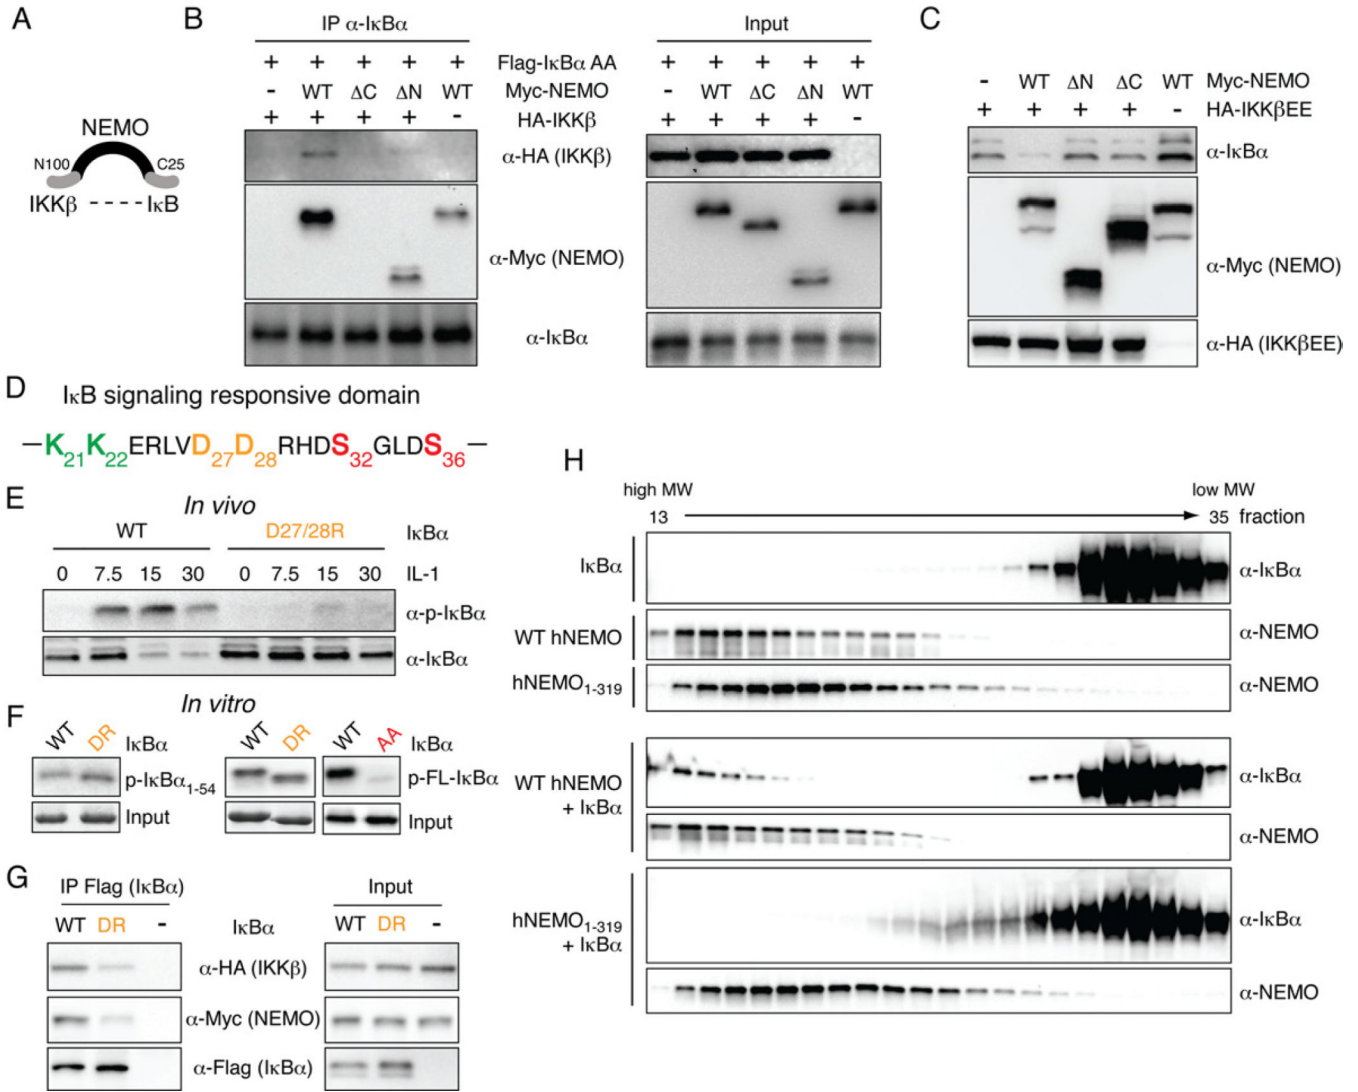 A
NEMO
N100 C25
IKKβ ---- IκB
B
IP α-IκBα Input
+ + + + + Flag-IκBα AA + + + + +
- WT ΔC ΔN WT Myc-NEMO - WT ΔC ΔN WT
+ + + + - HA-IKKβ + + + + -
α-HA (IKKβ)
α-Myc (NEMO)
α-IκBα
C
- WT ΔN ΔC WT Myc-NEMO
+ + + + - HA-IKKβEE
α-IκBα
α-Myc (NEMO)
α-HA (IKKβEE)
D
IκB signaling responsive domain
—K21K22ERLVD27D28RHDS32GLDS36—
E
In vivo
WT D27/28R IκBα
0 7.5 15 30 0 7.5 15 30 IL-1
α-p-IκBα
α-IκBα
F
In vitro
WT DR IκBα WT DR WT AA IκBα
p-IκBα1-54 p-FL-IκBα
Input Input
G
IP Flag (IκBα) Input
WT DR - IκBα WT DR -
α-HA (IKKβ)
α-Myc (NEMO)
α-Flag (IκBα)
H
high MW low MW
13 35 fraction
IκBα α-IκBα
WT hNEMO α-NEMO
hNEMO1-319 α-NEMO
WT hNEMO
+ IκBα
α-IκBα
α-NEMO
hNEMO1-319
+ IκBα
α-IκBα
α-NEMO